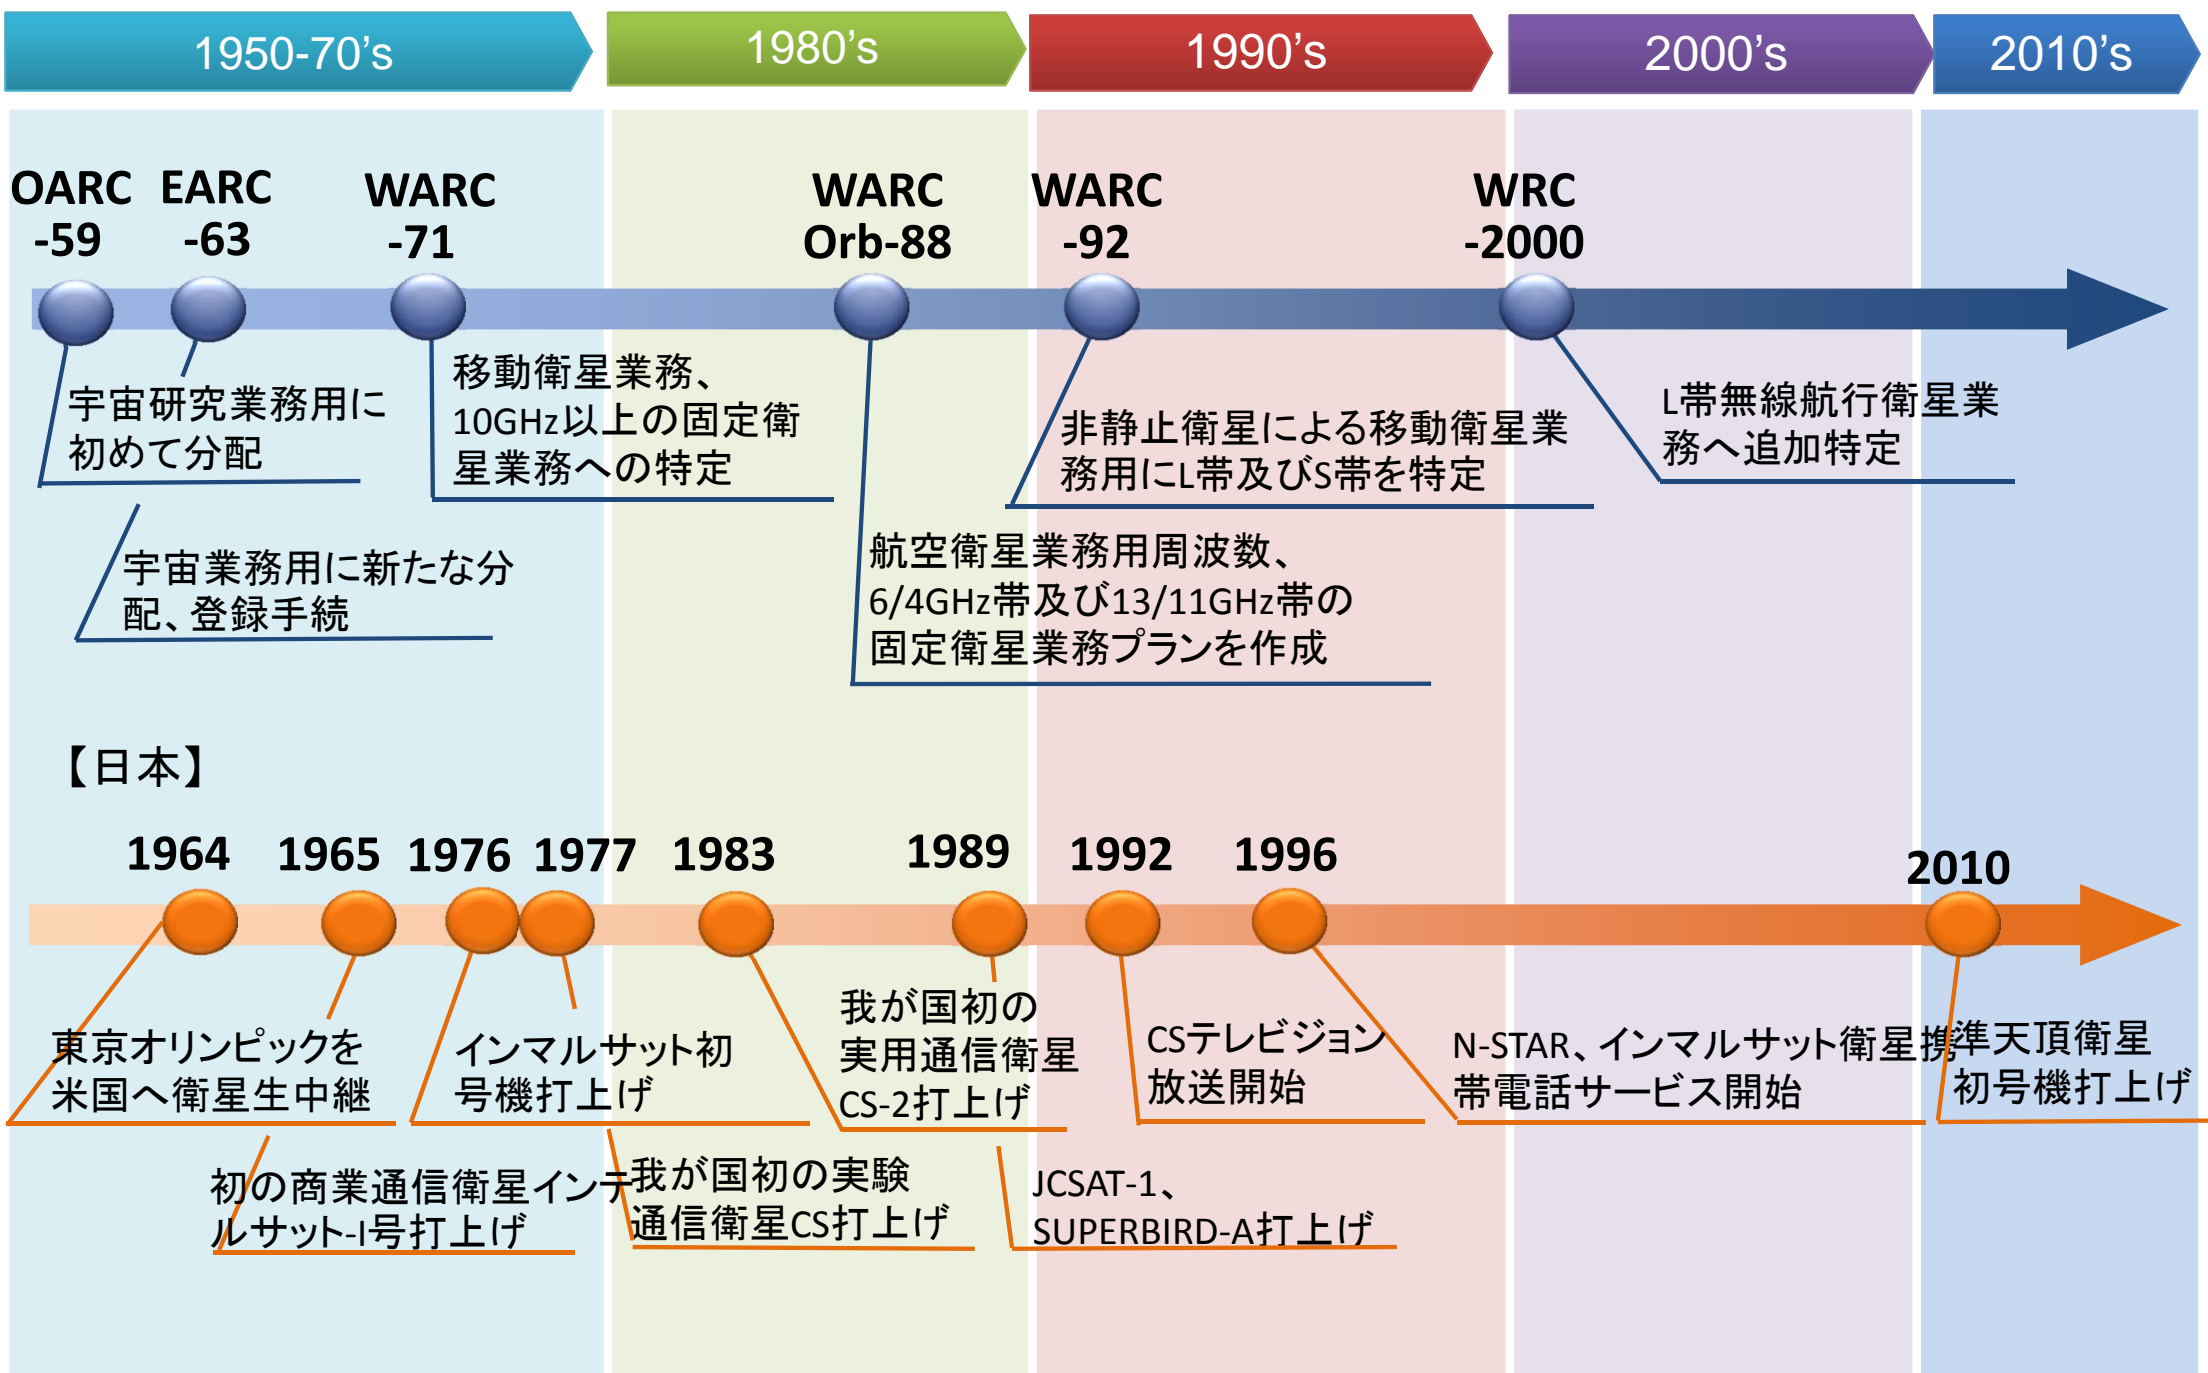 1950-70's
1980's
1990's
2000's
2010's
OARC
-59
EARC
-63
WARC
-71
WARC
Orb-88
WARC
-92
WRC
-2000
宇宙研究業務用に
初めて分配
宇宙業務用に新たな分
配、登録手続
移動衛星業務、
10GHz以上の固定衛
星業務への特定
航空衛星業務用周波数、
6/4GHz帯及び13/11GHz帯の
固定衛星業務プランを作成
非静止衛星による移動衛星業
務用にL帯及びS帯を特定
L帯無線航行衛星業
務へ追加特定
【日本】
1964
1965
1976
1977
1983
1989
1992
1996
2010
東京オリンピックを
米国へ衛星生中継
初の商業通信衛星インテ
ルサット-I号打上げ
インマルサット初
号機打上げ
我が国初の実験
通信衛星CS打上げ
我が国初の
実用通信衛星
CS-2打上げ
JCSAT-1、
SUPERBIRD-A打上げ
CSテレビジョン
放送開始
N-STAR、インマルサット衛星携
帯電話サービス開始
準天頂衛星
初号機打上げ